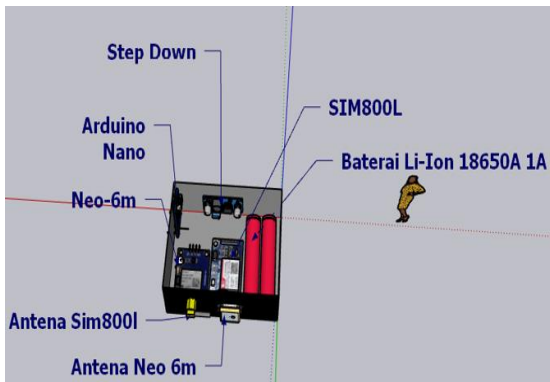 Step Down
SIM800L
Arduino
Nano
Baterai Li-Ion 18650A 1A
Neo-6m
Antena Sim800l
Antena Neo 6m